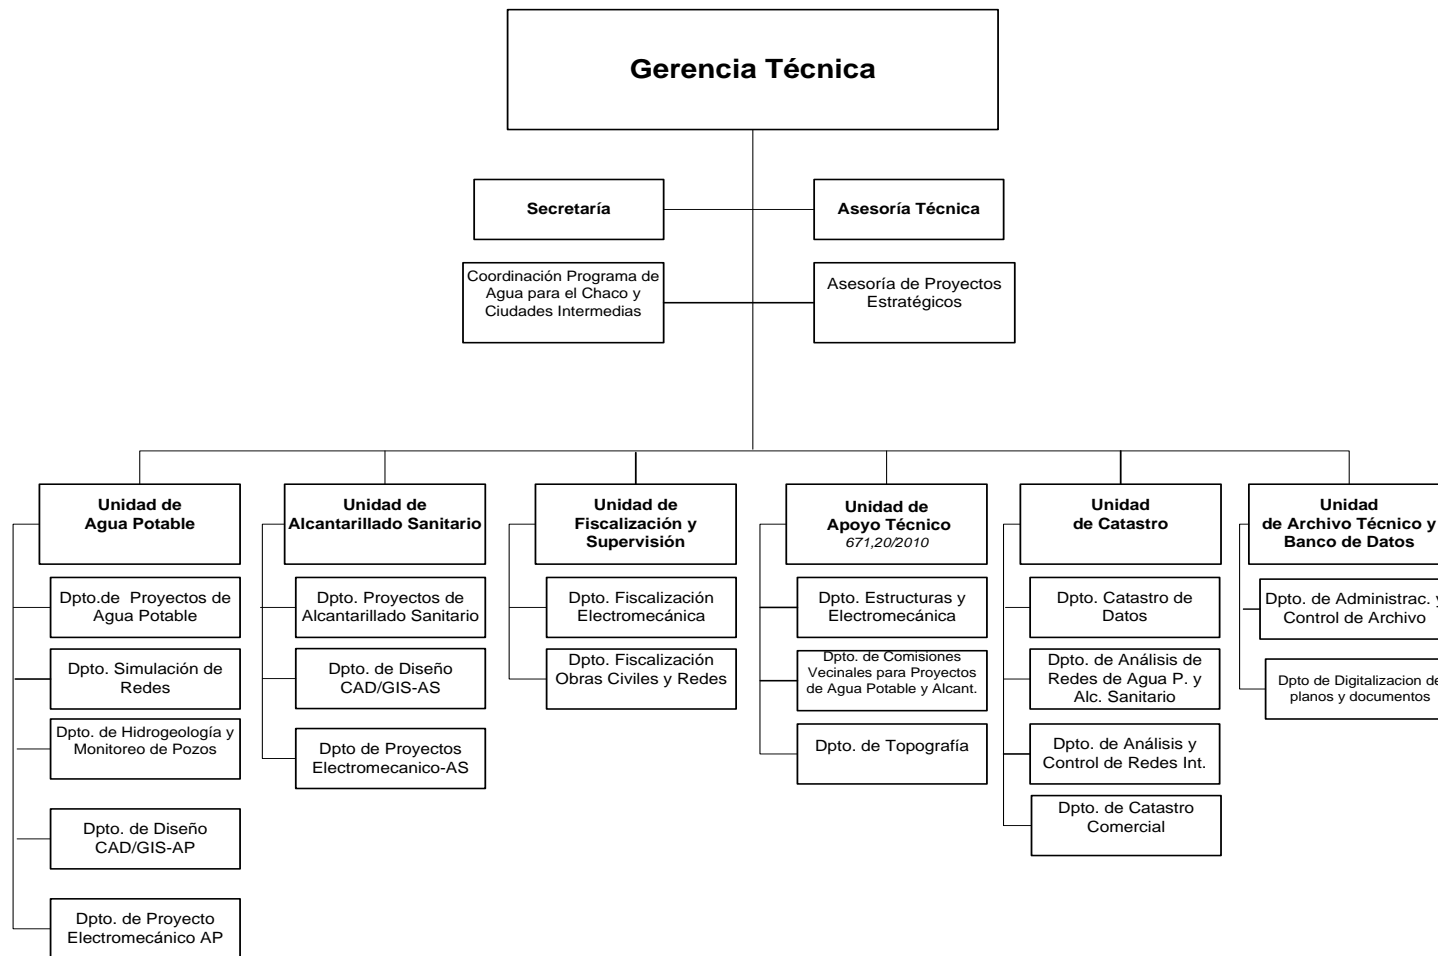 Gerencia Técnica
Secretaría
Asesoría Técnica
Coordinación Programa de
Agua para el Chaco y
Ciudades Intermedias
Asesoría de Proyectos
Estratégicos
Unidad de
Agua Potable
Dpto.de Proyectos de
Agua Potable
Dpto. Simulación de
Redes
Dpto. de Hidrogeología y
Monitoreo de Pozos
Dpto. de Diseño
CAD/GIS-AP
Dpto. de Proyecto
Electromecánico AP
Unidad de
Alcantarillado Sanitario
Dpto. Proyectos de
Alcantarillado Sanitario
Dpto. de Diseño
CAD/GIS-AS
Dpto de Proyectos
Electromecanico-AS
Unidad de
Fiscalización y
Supervisión
Dpto. Fiscalización
Electromecánica
Dpto. Fiscalización
Obras Civiles y Redes
Unidad de
Apoyo Técnico
671,20/2010
Dpto. Estructuras y
Electromecánica
Dpto. de Comisiones
Vecinales para Proyectos
de Agua Potable y Alcant.
Dpto. de Topografía
Unidad
de Catastro
Dpto. Catastro de
Datos
Dpto. de Análisis de
Redes de Agua P. y
Alc. Sanitario
Dpto. de Análisis y
Control de Redes Int.
Dpto. de Catastro
Comercial
Unidad
de Archivo Técnico y
Banco de Datos
Dpto. de Administrac. y
Control de Archivo
Dpto de Digitalizacion de
planos y documentos